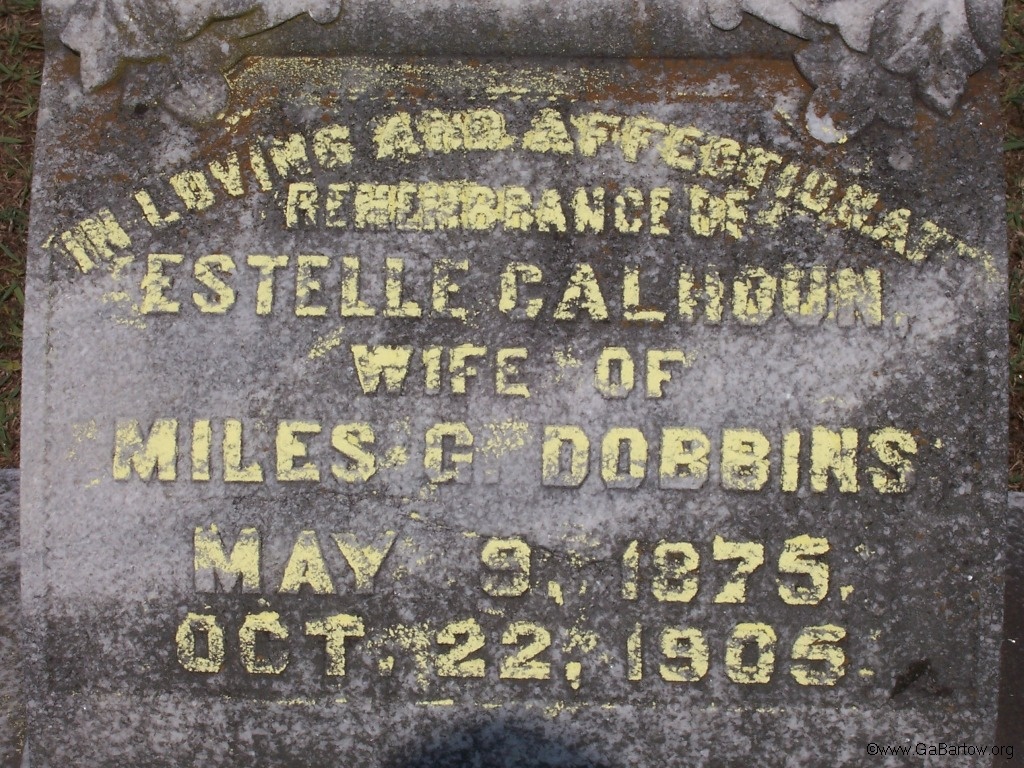 IN LOVING AND AFFECTIONATE
REMEMBRANCE OF
ESTELLE CALHOUN,
WIFE OF
MILES G. DOBBINS
MAY 9, 1875.
OCT. 22, 1905.
©www.GaBartow.org